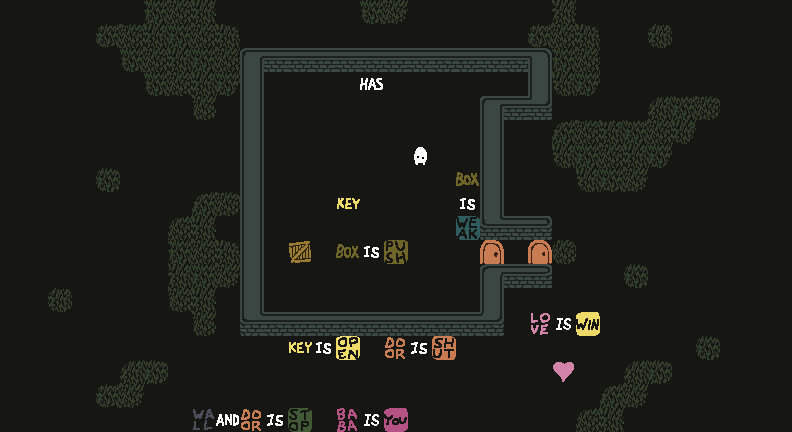 HAS
BOX
KEY IS
WEAK
BOX IS PUSH
LOVE IS WIN
KEY IS OPEN DOOR IS SHUT
WALL AND DOOR IS STOP BABA IS YOU